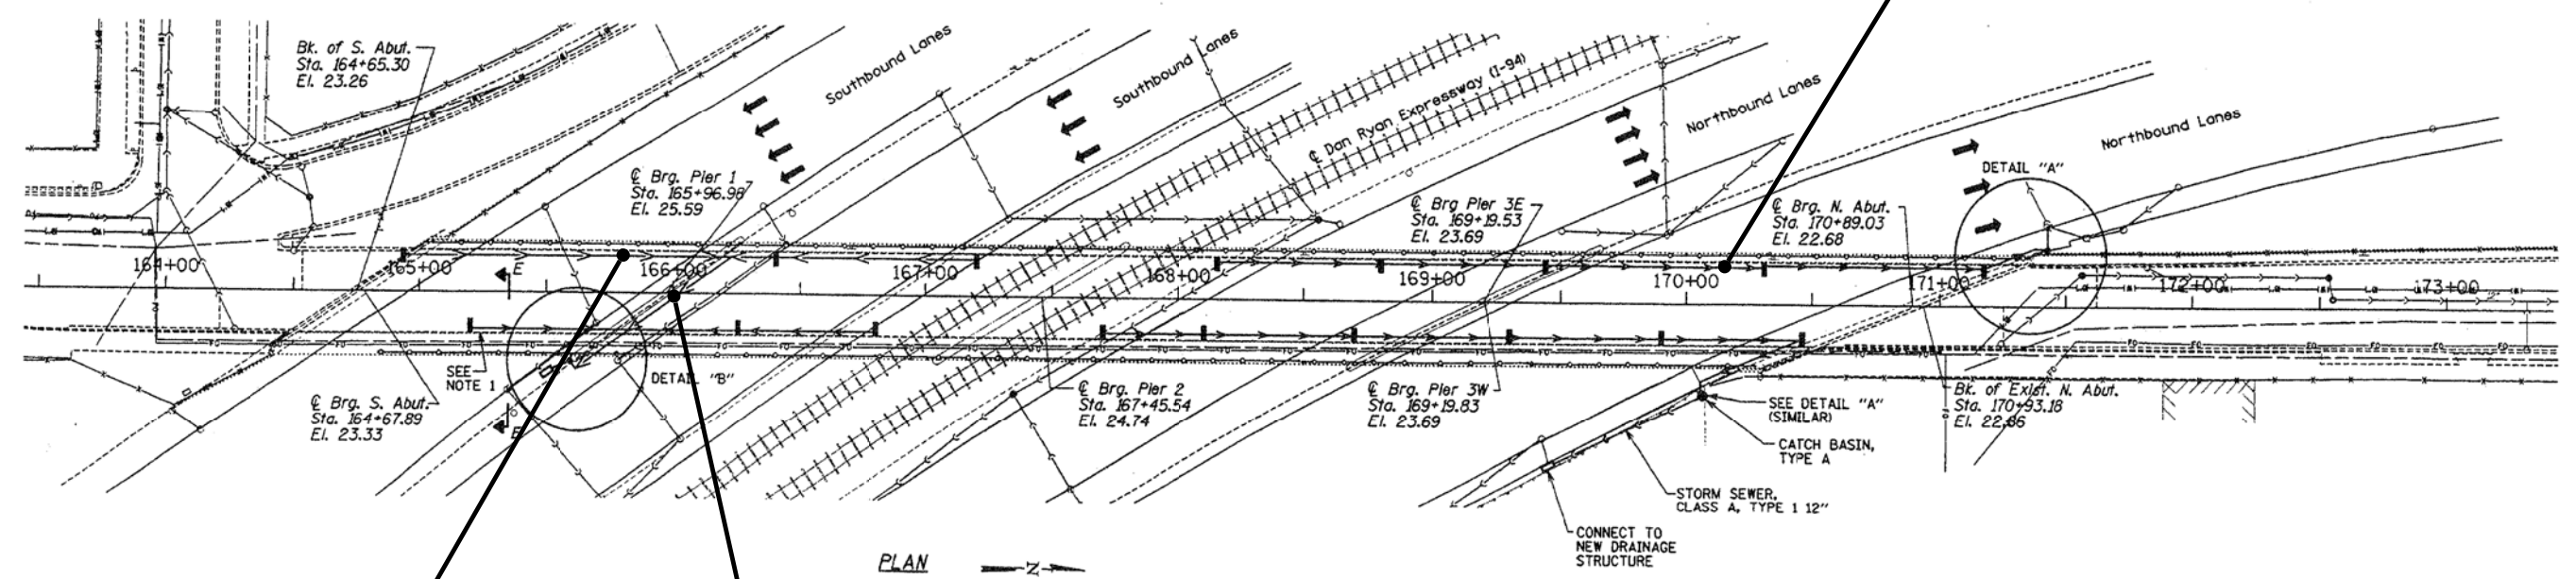 Bk. of S. Abut.
Sta. 164+65.30
El. 23.26
Southbound Lanes
Southbound Lanes
℄ Dan Ryan Expressway (I-94)
Northbound Lanes
Northbound Lanes
DETAIL "A"
℄ Brg. Pier 1
Sta. 165+96.98
El. 25.59
℄ Brg Pier 3E
Sta. 169+19.53
El. 23.69
℄ Brg. N. Abut.
Sta. 170+89.03
El. 22.68
164+00
165+00
E
166+00
167+00
168+00
169+00
170+00
171+00
172+00
173+00
SEE
NOTE 1
DETAIL "B"
E
℄ Brg. S. Abut.
Sta. 164+67.89
El. 23.33
℄ Brg. Pier 2
Sta. 167+45.54
El. 24.74
℄ Brg. Pier 3W
Sta. 169+19.83
El. 23.69
SEE DETAIL "A"
(SIMILAR)
CATCH BASIN,
TYPE A
Bk. of Exist. N. Abut.
Sta. 170+93.18
El. 22.66
STORM SEWER,
CLASS A, TYPE 1 12"
CONNECT TO
NEW DRAINAGE
STRUCTURE
PLAN
N